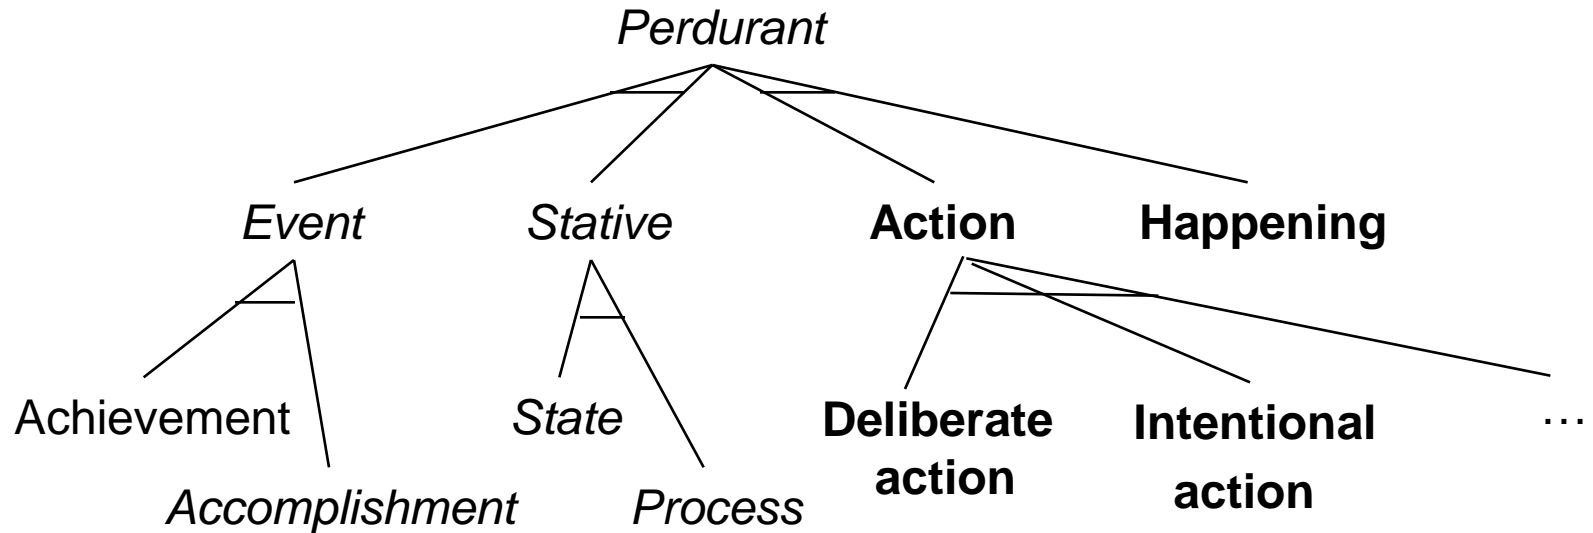 Perdurant
Event Stative Action Happening
Achievement State Deliberate action Intentional action …
Accomplishment Process